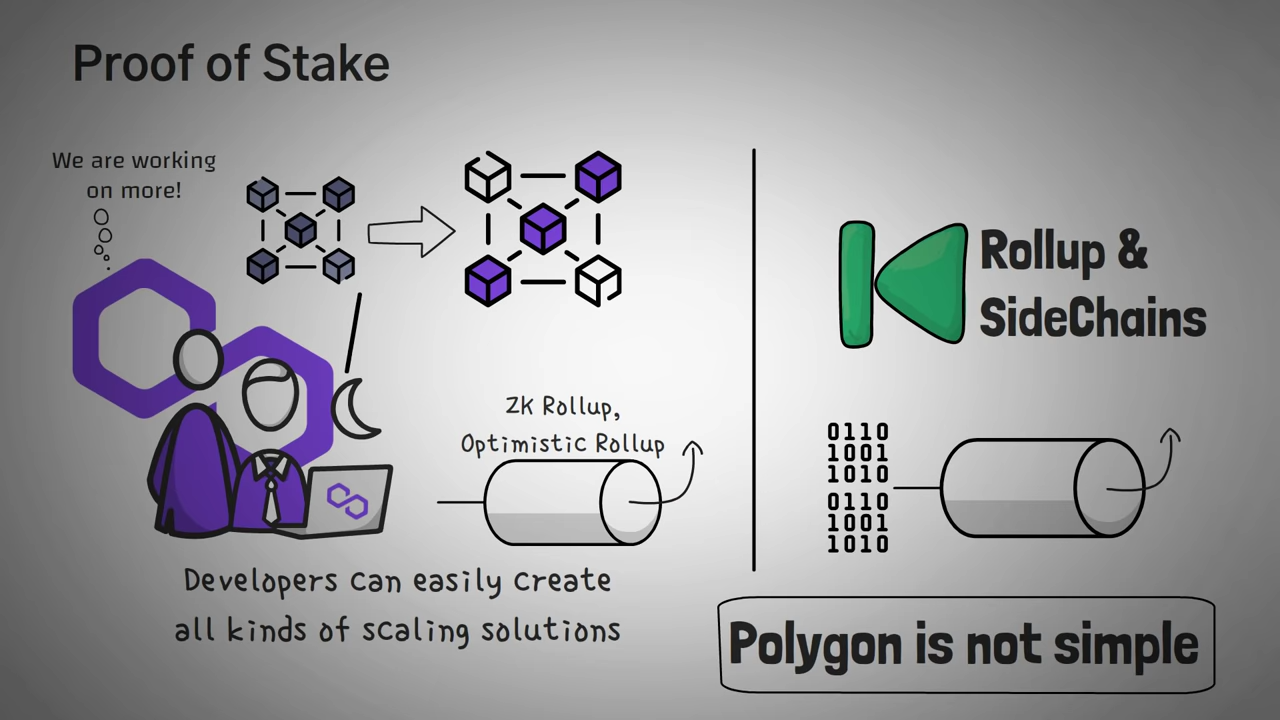 Proof of Stake
We are working
on more!
ZK Rollup,
Optimistic Rollup
Developers can easily create
all kinds of scaling solutions
Rollup &
SideChains
0110
1001
1010
0110
1001
1010
Polygon is not simple